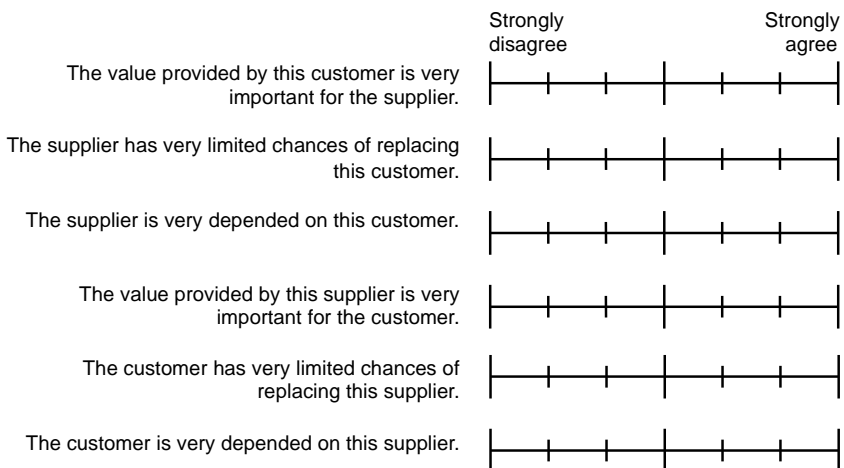 Strongly disagree
Strongly agree
The value provided by this customer is very
important for the supplier.
The supplier has very limited chances of replacing
this customer.
The supplier is very depended on this customer.
The value provided by this supplier is very
important for the customer.
The customer has very limited chances of
replacing this supplier.
The customer is very depended on this supplier.